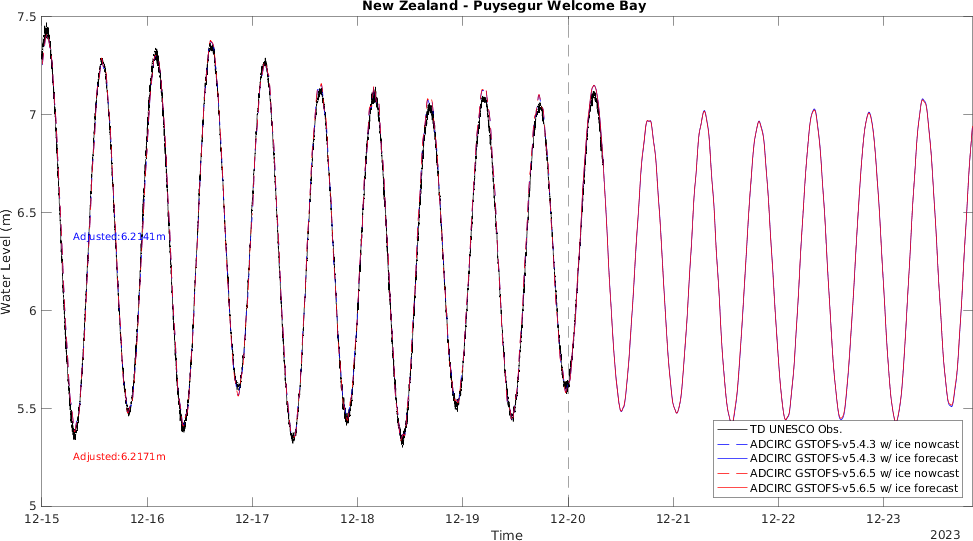 New Zealand - Puysegur Welcome Bay
7.5
7
6.5
6
5.5
5
Water Level (m)
Adjusted:6.2141m
Adjusted:6.2171m
TD UNESCO Obs.
ADCIRC GSTOFS-v5.4.3 w/ ice nowcast
ADCIRC GSTOFS-v5.4.3 w/ ice forecast
ADCIRC GSTOFS-v5.6.5 w/ ice nowcast
ADCIRC GSTOFS-v5.6.5 w/ ice forecast
12-15 12-16 12-17 12-18 12-19 12-20 12-21 12-22 12-23
Time
2023